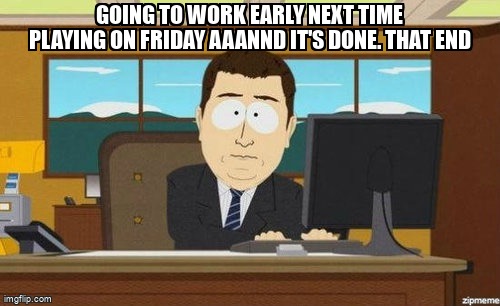 GOING TO WORK EARLY NEXT TIME
PLAYING ON FRIDAY AAANND IT'S DONE. THAT END
imgflip.com
zipmeme